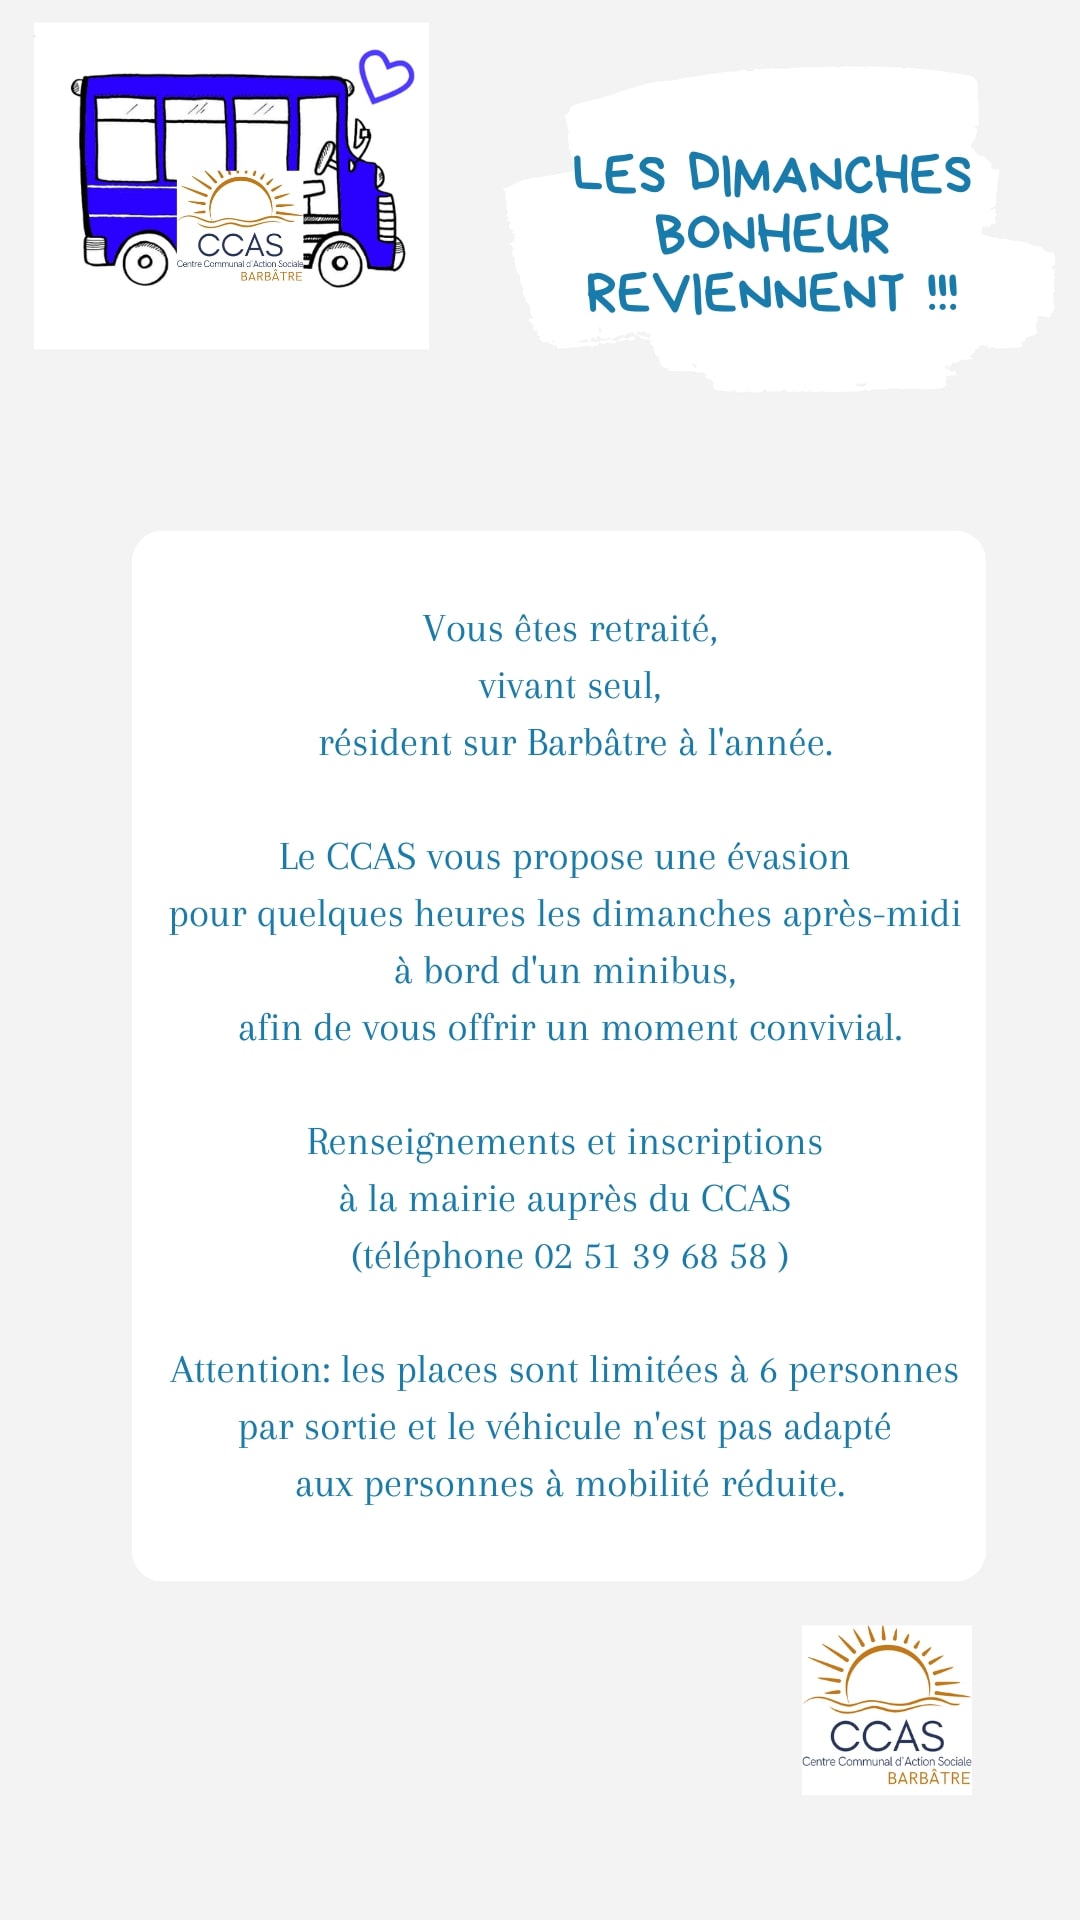 CCAS
Centre Communal d'Action Sociale
BARBÂTRE
LES DIMANCHES
BONHEUR
REVIENNENT !!!
Vous êtes retraité,
vivant seul,
résident sur Barbâtre à l'année.
Le CCAS vous propose une évasion
pour quelques heures les dimanches après-midi
à bord d'un minibus,
afin de vous offrir un moment convivial.
Renseignements et inscriptions
à la mairie auprès du CCAS
(téléphone 02 51 39 68 58 )
Attention: les places sont limitées à 6 personnes
par sortie et le véhicule n'est pas adapté
aux personnes à mobilité réduite.
CCAS
Centre Communal d'Action Sociale
BARBÂTRE